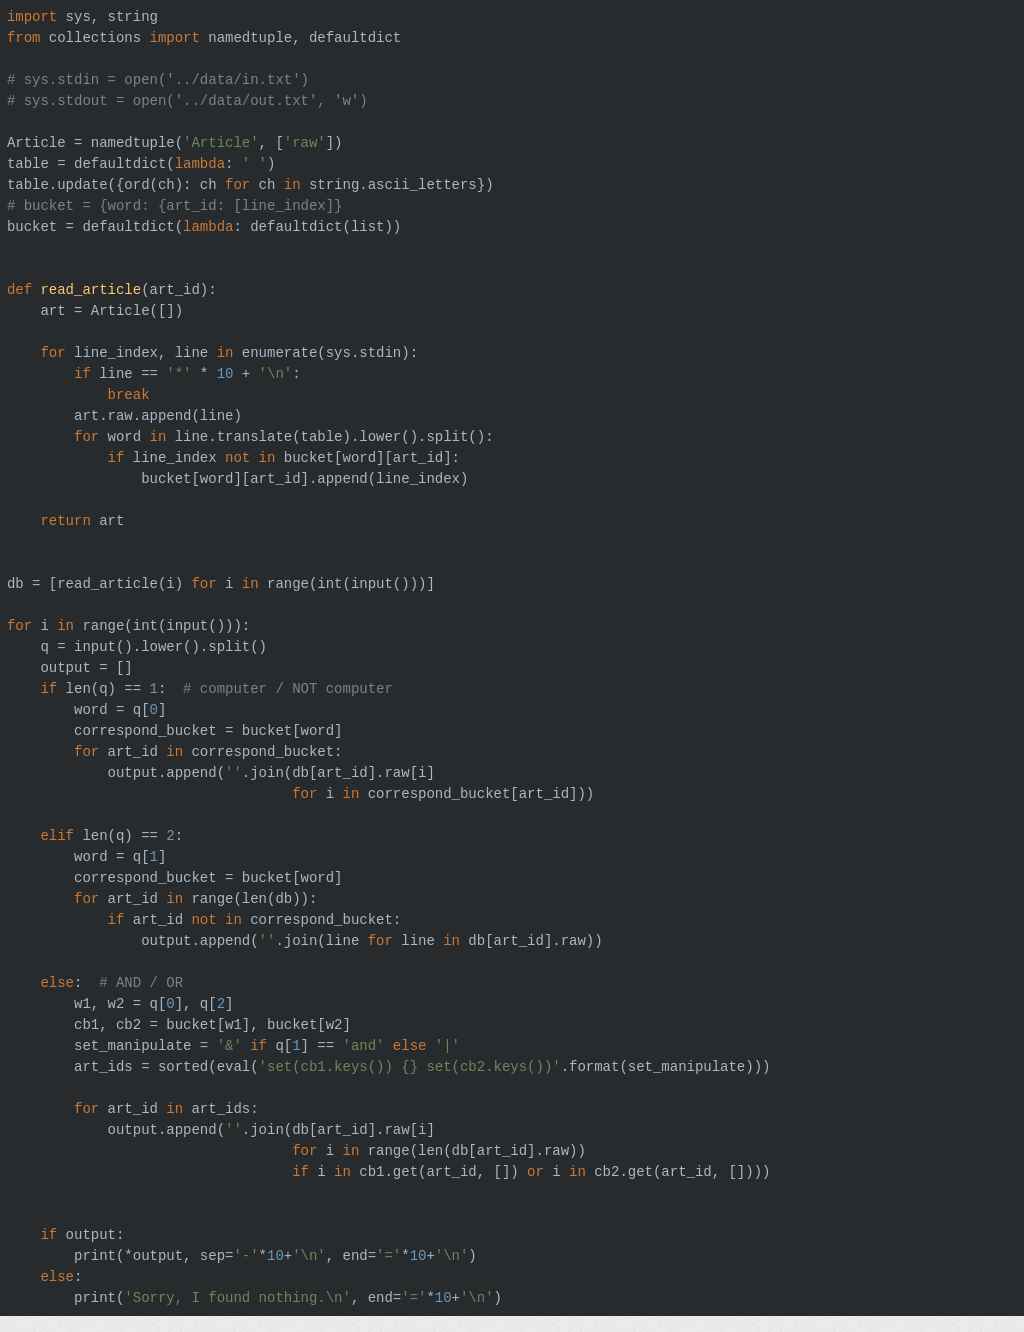 import sys, string
from collections import namedtuple, defaultdict

# sys.stdin = open('../data/in.txt')
# sys.stdout = open('../data/out.txt', 'w')

Article = namedtuple('Article', ['raw'])
table = defaultdict(lambda: ' ')
table.update({ord(ch): ch for ch in string.ascii_letters})
# bucket = {word: {art_id: [line_index]}
bucket = defaultdict(lambda: defaultdict(list))


def read_article(art_id):
    art = Article([])

    for line_index, line in enumerate(sys.stdin):
        if line == '*' * 10 + '\n':
            break
        art.raw.append(line)
        for word in line.translate(table).lower().split():
            if line_index not in bucket[word][art_id]:
                bucket[word][art_id].append(line_index)

    return art


db = [read_article(i) for i in range(int(input()))]

for i in range(int(input())):
    q = input().lower().split()
    output = []
    if len(q) == 1:  # computer / NOT computer
        word = q[0]
        correspond_bucket = bucket[word]
        for art_id in correspond_bucket:
            output.append(''.join(db[art_id].raw[i]
                                  for i in correspond_bucket[art_id]))

    elif len(q) == 2:
        word = q[1]
        correspond_bucket = bucket[word]
        for art_id in range(len(db)):
            if art_id not in correspond_bucket:
                output.append(''.join(line for line in db[art_id].raw))

    else:  # AND / OR
        w1, w2 = q[0], q[2]
        cb1, cb2 = bucket[w1], bucket[w2]
        set_manipulate = '&' if q[1] == 'and' else '|'
        art_ids = sorted(eval('set(cb1.keys()) {} set(cb2.keys())'.format(set_manipulate)))

        for art_id in art_ids:
            output.append(''.join(db[art_id].raw[i]
                                  for i in range(len(db[art_id].raw))
                                  if i in cb1.get(art_id, []) or i in cb2.get(art_id, [])))


    if output:
        print(*output, sep='-'*10+'\n', end='='*10+'\n')
    else:
        print('Sorry, I found nothing.\n', end='='*10+'\n')